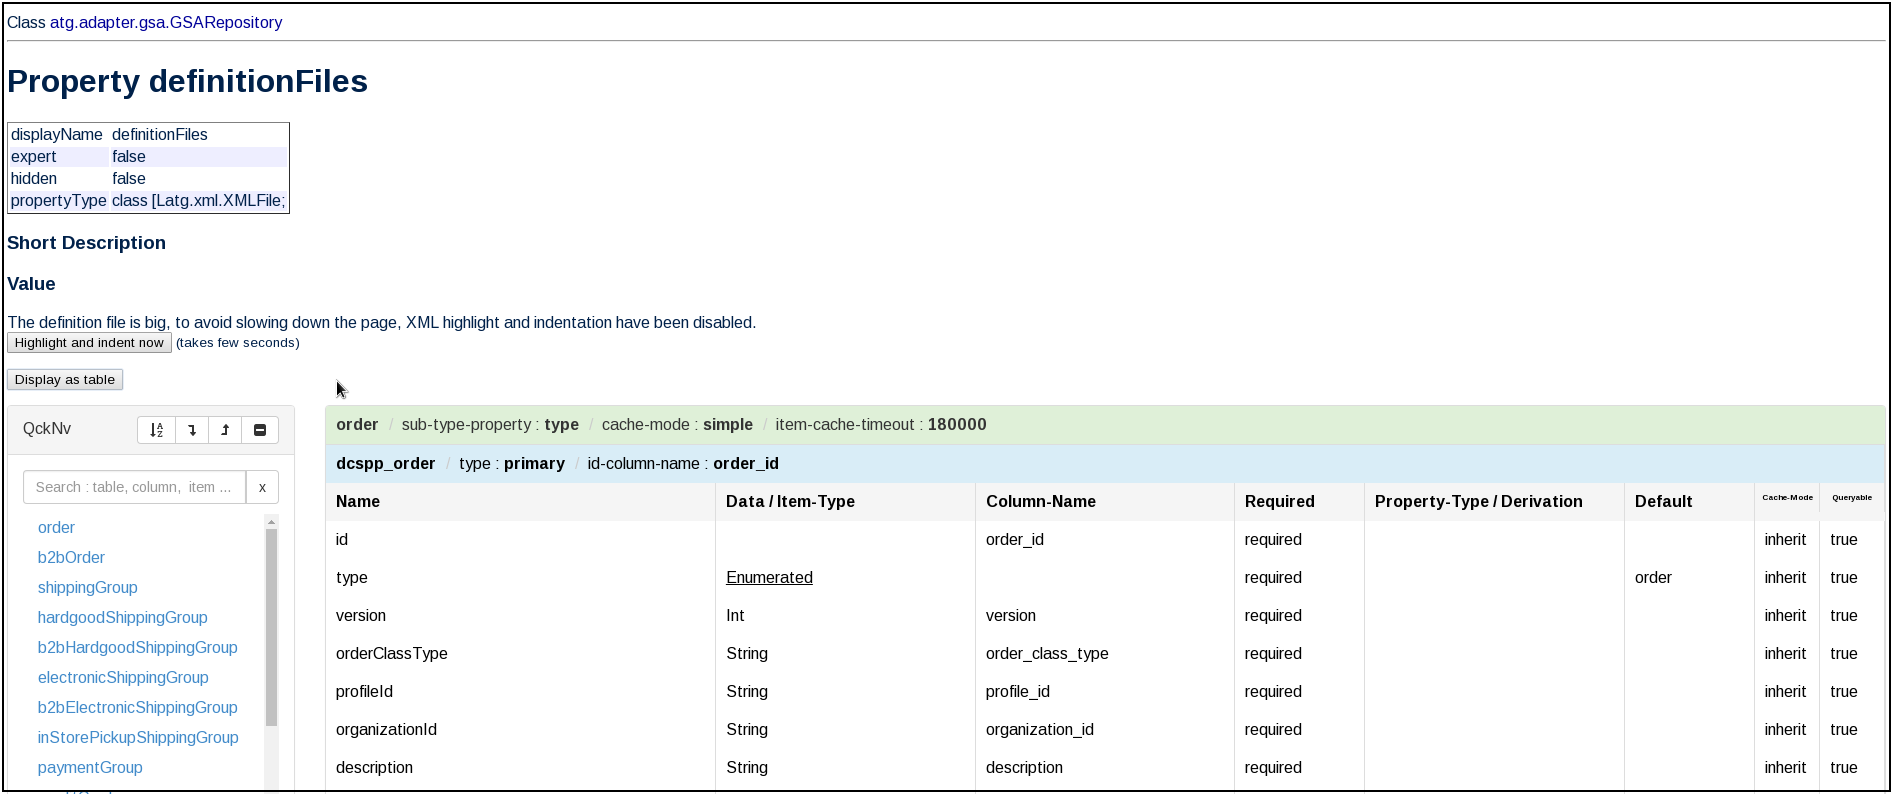 Class atg.adapter.gsa.GSARepository
Property definitionFiles
displayName definitionFiles
expert false
hidden false
propertyType class [Latg.xml.XMLFile;
Short Description
Value
The definition file is big, to avoid slowing down the page, XML highlight and indentation have been disabled.
Highlight and indent now (takes few seconds)
Display as table
QckNv
Search : table, column, item ... x
order
b2bOrder
shippingGroup
hardgoodShippingGroup
b2bHardgoodShippingGroup
electronicShippingGroup
b2bElectronicShippingGroup
inStorePickupShippingGroup
paymentGroup
order / sub-type-property : type / cache-mode : simple / item-cache-timeout : 180000
dcspp_order / type : primary / id-column-name : order_id
Name Data / Item-Type Column-Name Required Property-Type / Derivation Default Cache-Mode Queryable
id order_id required inherit true
type Enumerated required order inherit true
version Int version required inherit true
orderClassType String order_class_type required inherit true
profileId String profile_id required inherit true
organizationId String organization_id required inherit true
description String description required inherit true